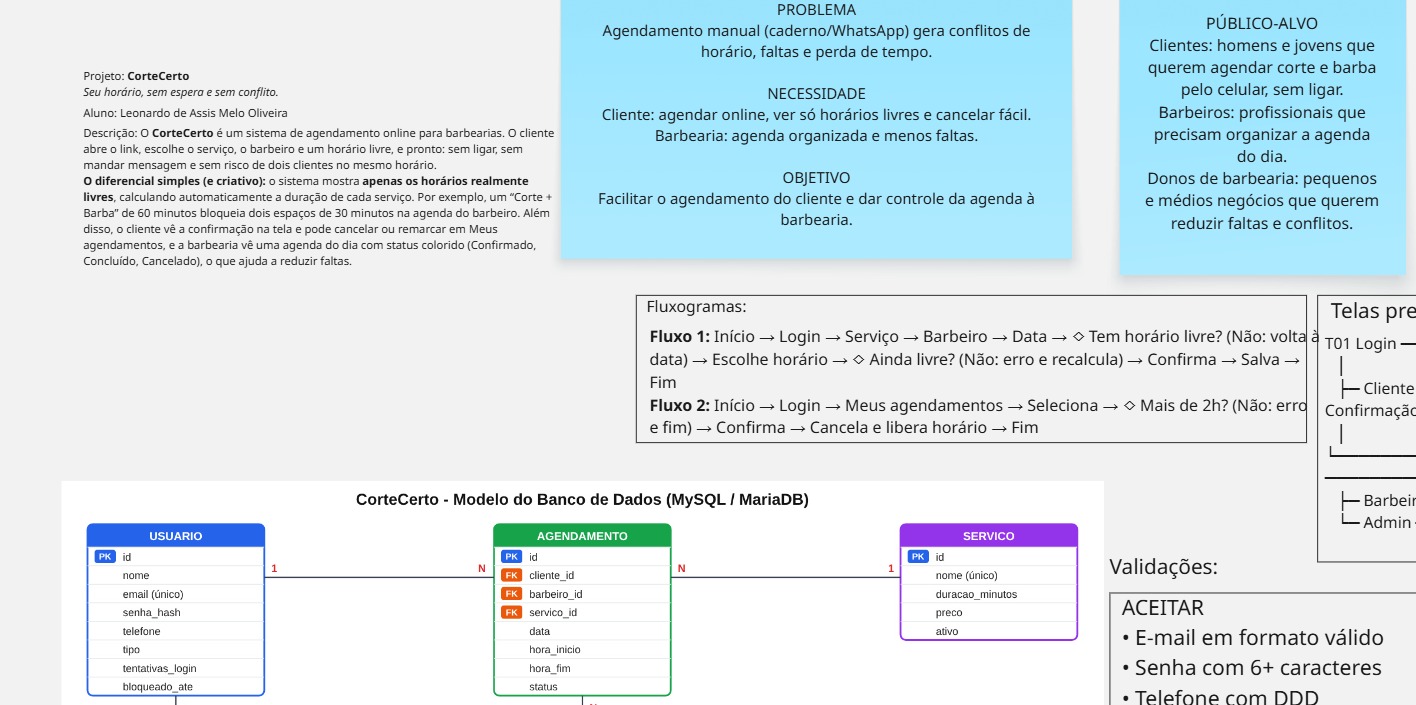 Projeto: CorteCerto
Seu horário, sem espera e sem conflito.
Aluno: Leonardo de Assis Melo Oliveira
Descrição: O CorteCerto é um sistema de agendamento online para barbearias. O cliente
abre o link, escolhe o serviço, o barbeiro e um horário livre, e pronto: sem ligar, sem
mandar mensagem e sem risco de dois clientes no mesmo horário.
O diferencial simples (e criativo): o sistema mostra apenas os horários realmente
livres, calculando automaticamente a duração de cada serviço. Por exemplo, um “Corte +
Barba” de 60 minutos bloqueia dois espaços de 30 minutos na agenda do barbeiro. Além
disso, o cliente vê a confirmação na tela e pode cancelar ou remarcar em Meus
agendamentos, e a barbearia vê uma agenda do dia com status colorido (Confirmado,
Concluído, Cancelado), o que ajuda a reduzir faltas.
PROBLEMA
Agendamento manual (caderno/WhatsApp) gera conflitos de
horário, faltas e perda de tempo.
NECESSIDADE
Cliente: agendar online, ver só horários livres e cancelar fácil.
Barbearia: agenda organizada e menos faltas.
OBJETIVO
Facilitar o agendamento do cliente e dar controle da agenda à
barbearia.
PÚBLICO-ALVO
Clientes: homens e jovens que
querem agendar corte e barba
pelo celular, sem ligar.
Barbeiros: profissionais que
precisam organizar a agenda
do dia.
Donos de barbearia: pequenos
e médios negócios que querem
reduzir faltas e conflitos.
Fluxogramas:
Fluxo 1: Início → Login → Serviço → Barbeiro → Data → ◇ Tem horário livre? (Não: volta à
data) → Escolhe horário → ◇ Ainda livre? (Não: erro e recalcula) → Confirma → Salva →
Fim
Fluxo 2: Início → Login → Meus agendamentos → Seleciona → ◇ Mais de 2h? (Não: erro
e fim) → Confirma → Cancela e libera horário → Fim
Telas pre
T01 Login
├─ Cliente
Confirmação
├─ Barbeir
└─ Admin
CorteCerto - Modelo do Banco de Dados (MySQL / MariaDB)
USUARIO
PK id
nome
email (único)
senha_hash
telefone
tipo
tentativas_login
bloqueado_ate
1
N
AGENDAMENTO
PK id
FK cliente_id
FK barbeiro_id
FK servico_id
data
hora_inicio
hora_fim
status
N
1
SERVICO
PK id
nome (único)
duracao_minutos
preco
ativo
Validações:
ACEITAR
• E-mail em formato válido
• Senha com 6+ caracteres
• Telefone com DDD